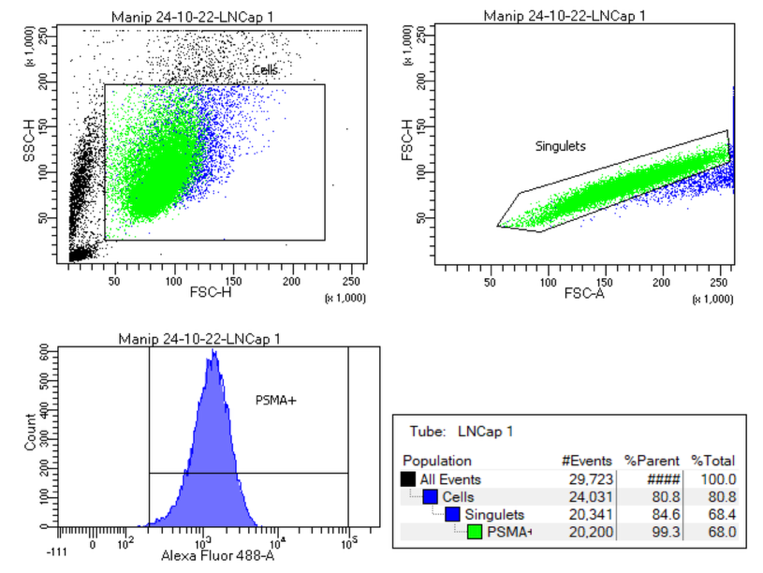 Manip 24-10-22-LNCap 1
SSC-H
(x 1,000)
50 100 150 200 250
Cells
50 100 150 200 250
FSC-H
(x 1,000)
Manip 24-10-22-LNCap 1
FSC-H
(x 1,000)
50 100 150 200 250
Singulets
50 100 150 200 250
FSC-A
(x 1,000)
Manip 24-10-22-LNCap 1
Count
0 100 200 300 400 500 600
PSMA+
-111 0 10² 10³ 10⁴ 10⁵
Alexa Fluor 488-A
Tube: LNCap 1
Population #Events %Parent %Total
All Events 29,723 #### 100.0
Cells 24,031 80.8 80.8
Singulets 20,341 84.6 68.4
PSMA+ 20,200 99.3 68.0